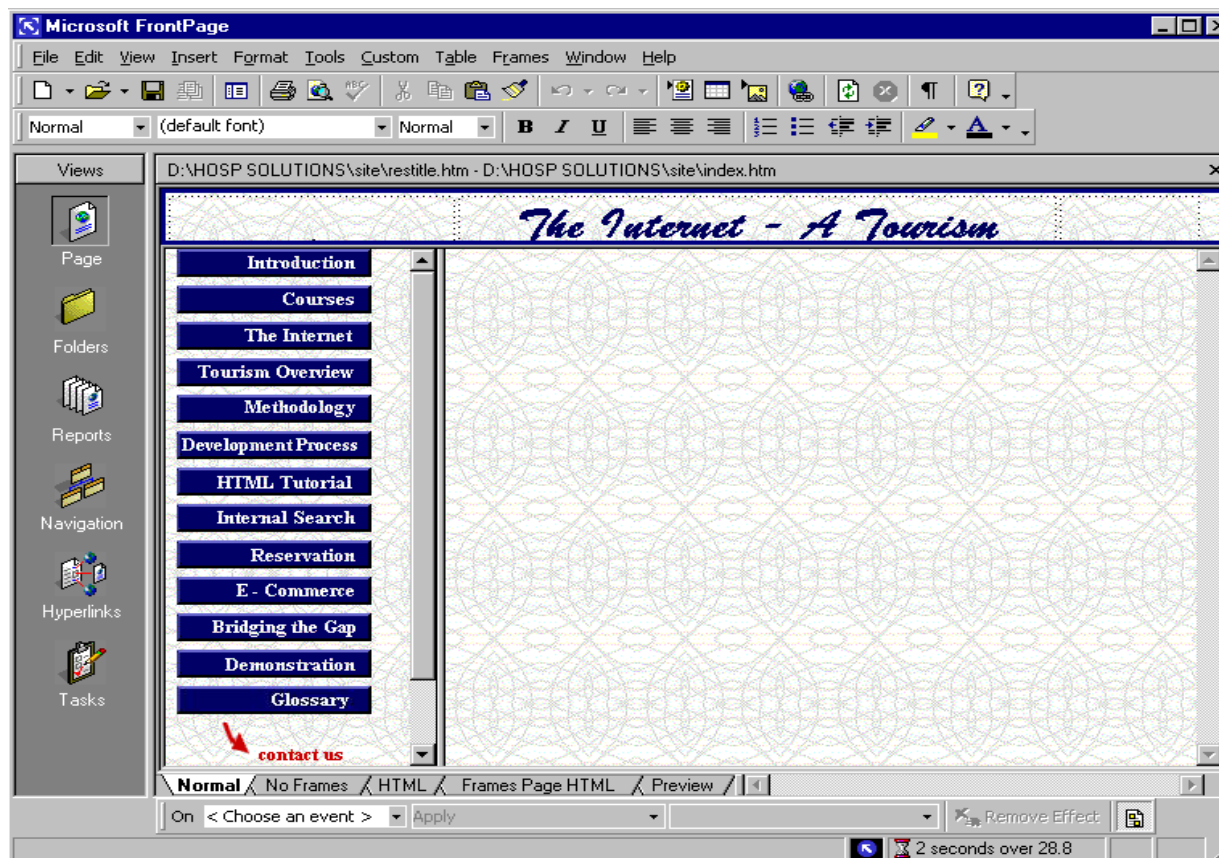 Microsoft FrontPage
File Edit View Insert Format Tools Custom Table Frames Window Help
Normal (default font) Normal B I U A
Views
D:\HOSP SOLUTIONS\site\restitle.htm - D:\HOSP SOLUTIONS\site\index.htm
The Internet - A Tourism
Page
Folders
Reports
Navigation
Hyperlinks
Tasks
Introduction
Courses
The Internet
Tourism Overview
Methodology
Development Process
HTML Tutorial
Internal Search
Reservation
E - Commerce
Bridging the Gap
Demonstration
Glossary
contact us
Normal No Frames HTML Frames Page HTML Preview
On < Choose an event > Apply Remove Effect
2 seconds over 28.8